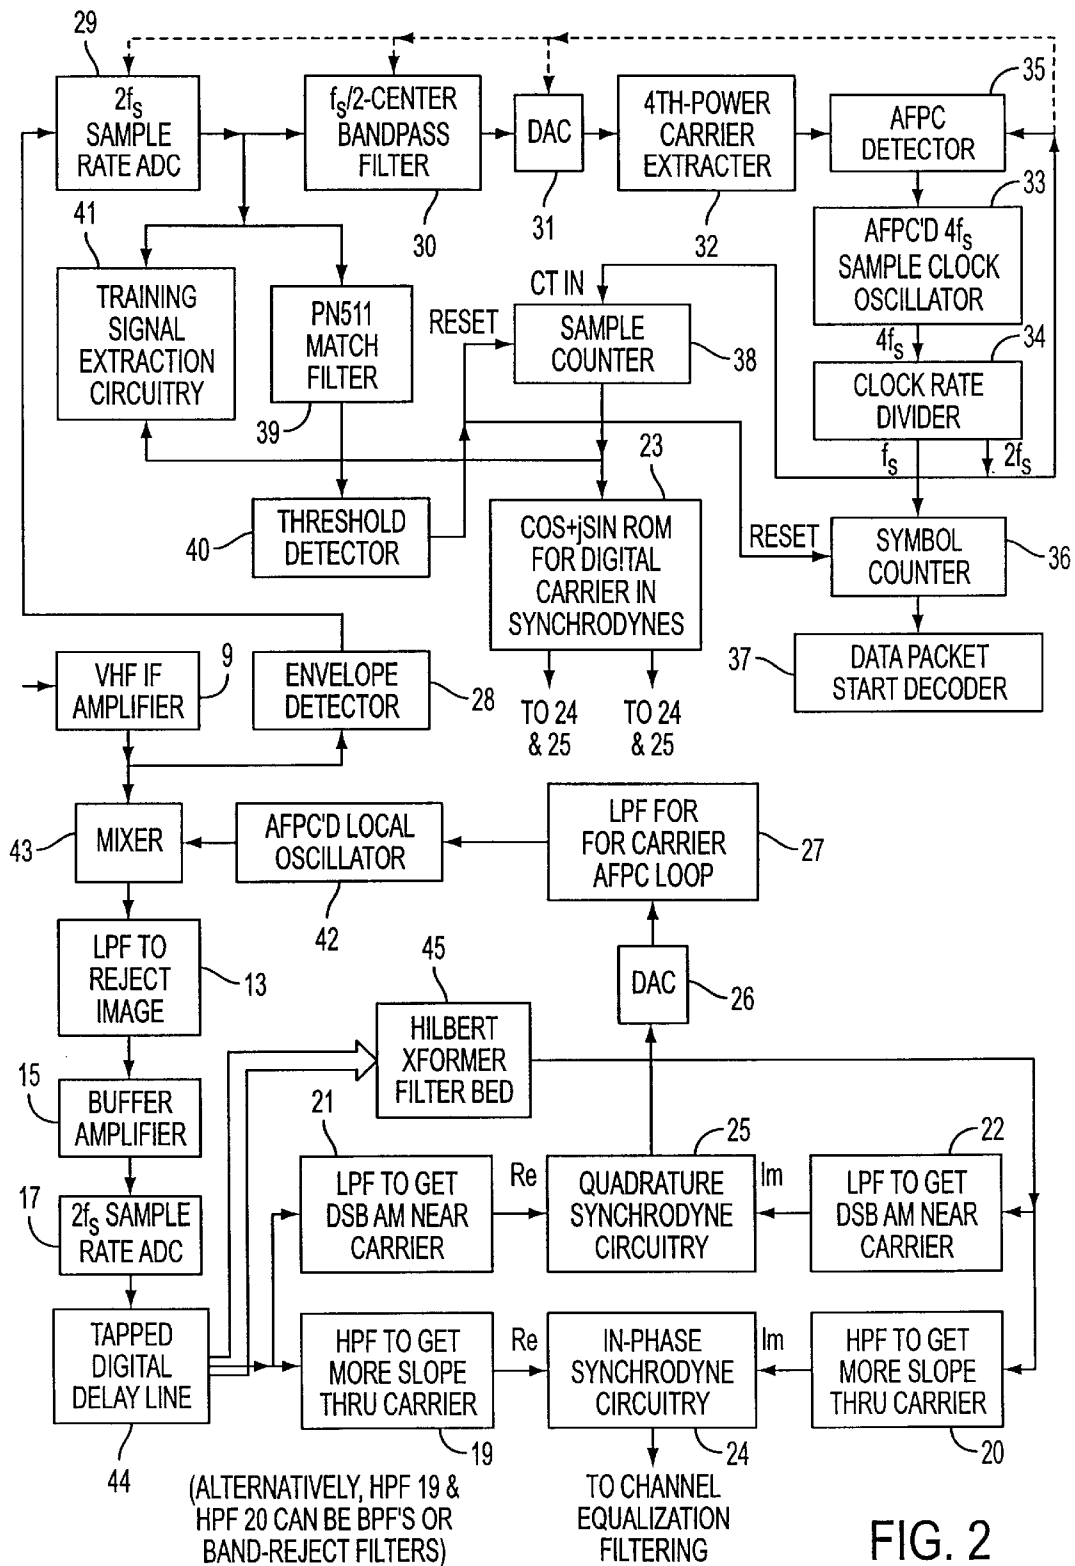 29
2fs
SAMPLE
RATE ADC
fs/2-CENTER
BANDPASS
FILTER
30
DAC
31
4TH-POWER
CARRIER
EXTRACTER
32
35
AFPC
DETECTOR
33
AFPC'D 4fs
SAMPLE CLOCK
OSCILLATOR
4fs
34
CLOCK RATE
DIVIDER
fs
2fs
41
TRAINING
SIGNAL
EXTRACTION
CIRCUITRY
PN511
MATCH
FILTER
39
RESET
CT IN
SAMPLE
COUNTER
38
40
THRESHOLD
DETECTOR
23
COS+jSIN ROM
FOR DIGITAL
CARRIER IN
SYNCHRODYNES
TO 24
& 25
TO 24
& 25
RESET
SYMBOL
COUNTER
36
37
DATA PACKET
START DECODER
VHF IF
AMPLIFIER
9
ENVELOPE
DETECTOR
28
43
MIXER
AFPC'D LOCAL
OSCILLATOR
42
LPF FOR
FOR CARRIER
AFPC LOOP
27
LPF TO
REJECT
IMAGE
13
DAC
26
45
HILBERT
XFORMER
FILTER BED
15
BUFFER
AMPLIFIER
17
2fs SAMPLE
RATE ADC
21
LPF TO GET
DSB AM NEAR
CARRIER
Re
25
QUADRATURE
SYNCHRODYNE
CIRCUITRY
Im
22
LPF TO GET
DSB AM NEAR
CARRIER
TAPPED
DIGITAL
DELAY LINE
44
HPF TO GET
MORE SLOPE
THRU CARRIER
19
Re
IN-PHASE
SYNCHRODYNE
CIRCUITRY
24
Im
HPF TO GET
MORE SLOPE
THRU CARRIER
20
(ALTERNATIVELY, HPF 19 &
HPF 20 CAN BE BPF'S OR
BAND-REJECT FILTERS)
TO CHANNEL
EQUALIZATION
FILTERING
FIG. 2